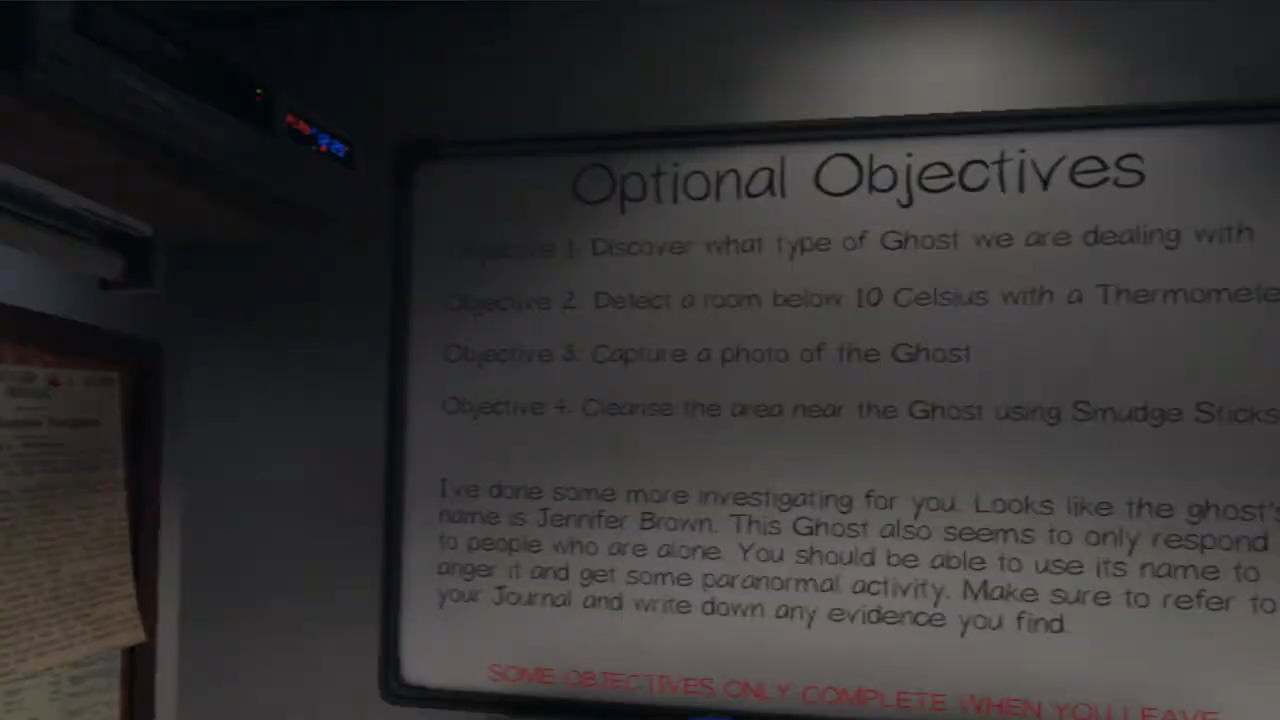 Optional Objectives
Objective 1. Discover what type of Ghost we are dealing with
Objective 2. Detect a room below 10 Celsius with a Thermomete
Objective 3. Capture a photo of the Ghost
Objective 4. Cleanse the area near the Ghost using Smudge Sticks
I've done some more investigating for you. Looks like the ghost's
name is Jennifer Brown. This Ghost also seems to only respond
to people who are alone. You should be able to use its name to
anger it and get some paranormal activity. Make sure to refer to
your Journal and write down any evidence you find.
SOME OBJECTIVES ONLY COMPLETE WHEN YOU LEAVE